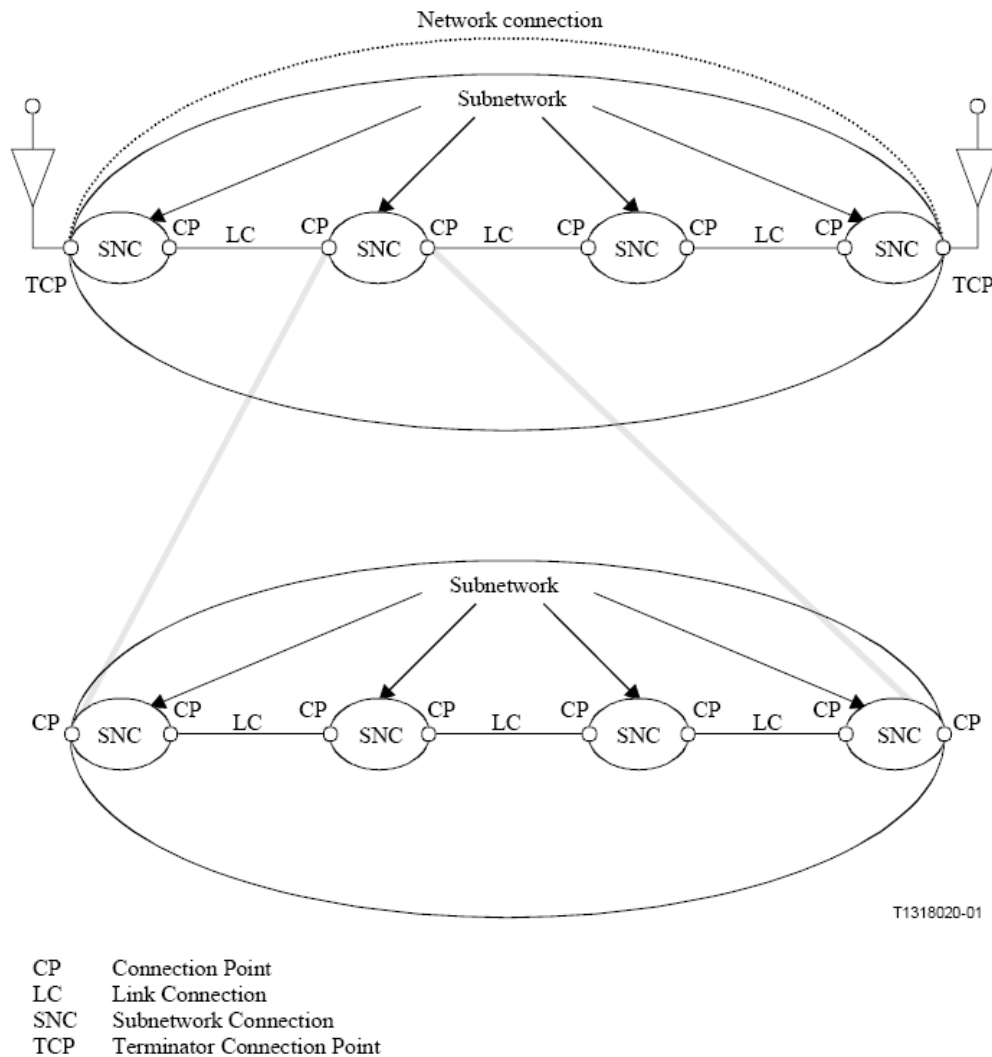 Network connection
Subnetwork
CP LC CP CP LC CP CP LC CP
SNC SNC SNC SNC
TCP TCP
Subnetwork
CP CP LC CP CP LC CP CP LC CP CP
SNC SNC SNC SNC
T1318020-01
CP Connection Point
LC Link Connection
SNC Subnetwork Connection
TCP Terminator Connection Point